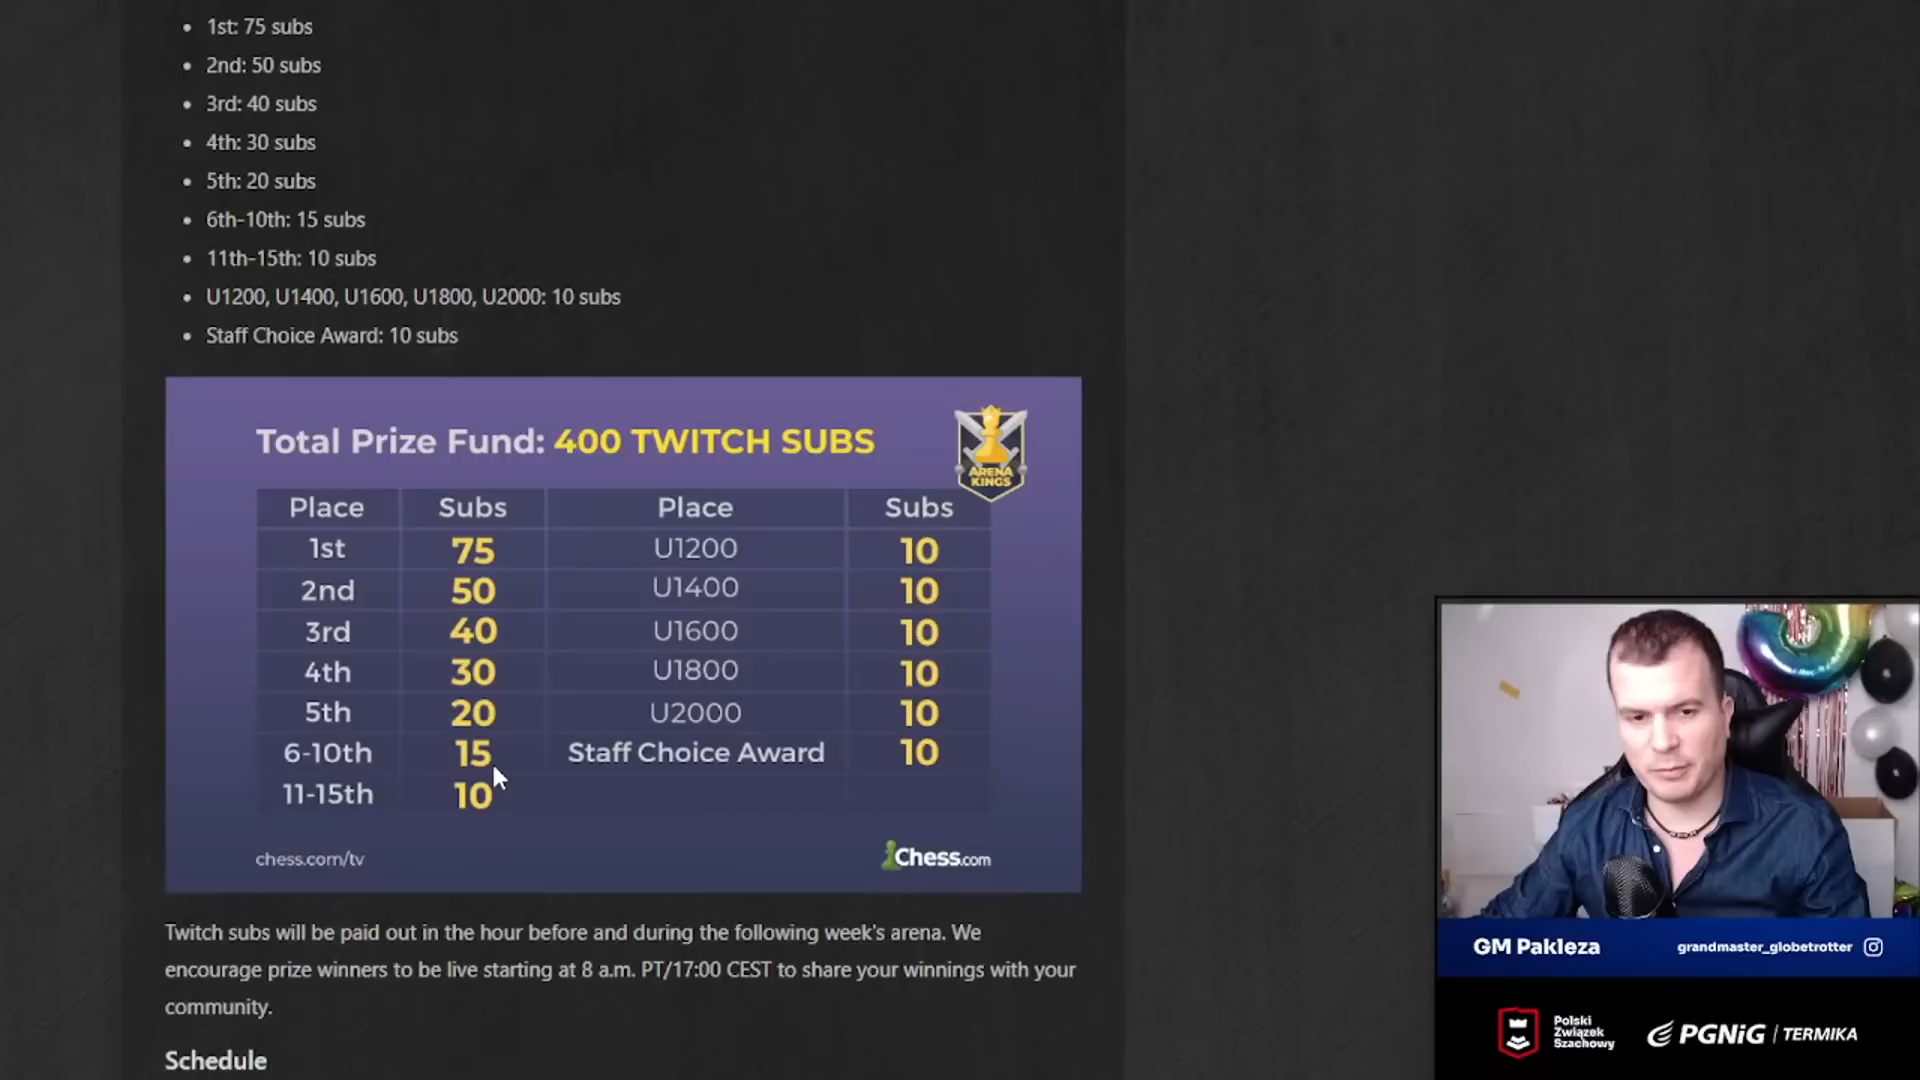 1st: 75 subs
2nd: 50 subs
3rd: 40 subs
4th: 30 subs
5th: 20 subs
6th-10th: 15 subs
11th-15th: 10 subs
U1200, U1400, U1600, U1800, U2000: 10 subs
Staff Choice Award: 10 subs
Total Prize Fund: 400 TWITCH SUBS
ARENA
KINGS
Place Subs Place Subs
1st 75 U1200 10
2nd 50 U1400 10
3rd 40 U1600 10
4th 30 U1800 10
5th 20 U2000 10
6-10th 15 Staff Choice Award 10
11-15th 10
chess.com/tv
Chess.com
Twitch subs will be paid out in the hour before and during the following week's arena. We
encourage prize winners to be live starting at 8 a.m. PT/17:00 CEST to share your winnings with your
community.
Schedule
GM Pakleza
grandmaster_globetrotter
Polski
Związek
Szachowy
PGNiG | TERMIKA